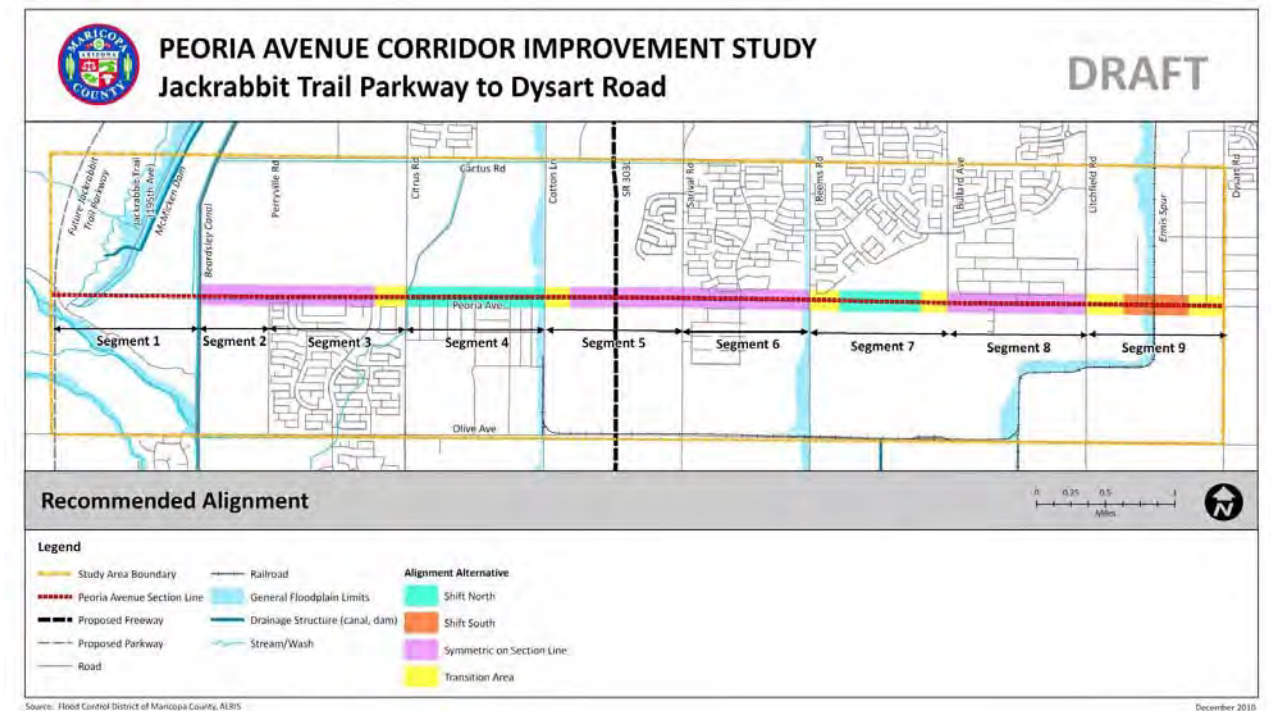 MARICOPA
ARIZONA
COUNTY
PEORIA AVENUE CORRIDOR IMPROVEMENT STUDY
Jackrabbit Trail Parkway to Dysart Road
DRAFT
Future Jackrabbit
Trail Parkway
Jackrabbit Trail
(195th Ave)
McMicken Dam
Beardsley Canal
Perryville Rd
Citrus Rd
Cactus Rd
Cotton Ln
SR 303L
Sarival Rd
Reems Rd
Bullard Ave
Litchfield Rd
Ennis Spur
Dysart Rd
Peoria Ave
Segment 1
Segment 2
Segment 3
Segment 4
Segment 5
Segment 6
Segment 7
Segment 8
Segment 9
Olive Ave
Recommended Alignment
0 0.25 0.5 1
Miles
N
Legend
Study Area Boundary
Peoria Avenue Section Line
Proposed Freeway
Proposed Parkway
Road
Railroad
General Floodplain Limits
Drainage Structure (canal, dam)
Stream/Wash
Alignment Alternative
Shift North
Shift South
Symmetric on Section Line
Transition Area
Source: Flood Control District of Maricopa County, ALRIS
December 2010